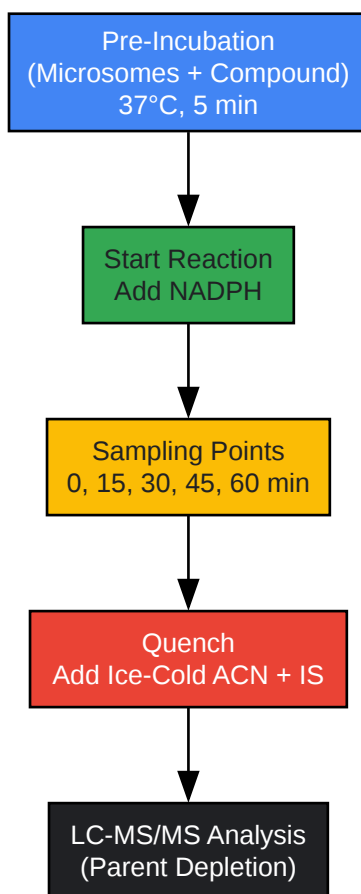 Pre-Incubation
(Microsomes + Compound)
37°C, 5 min
Start Reaction
Add NADPH
Sampling Points
0, 15, 30, 45, 60 min
Quench
Add Ice-Cold ACN + IS
LC-MS/MS Analysis
(Parent Depletion)